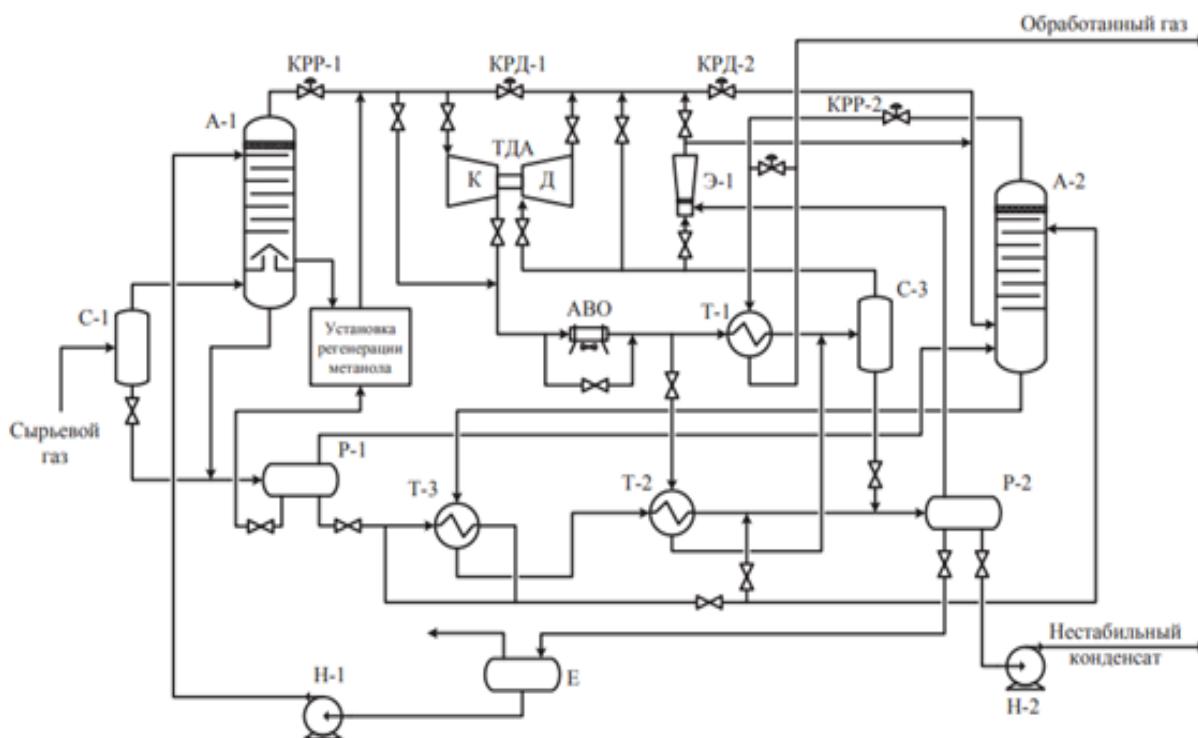 Обработанный газ
КРР-1
КРД-1
КРД-2
КРР-2
А-1
ТДА
К
Д
Э-1
А-2
С-1
АВО
Т-1
С-3
Установка
регенерации
метанола
Сырьевой
газ
Р-1
Т-3
Т-2
Р-2
Нестабильный
конденсат
Н-1
Е
Н-2